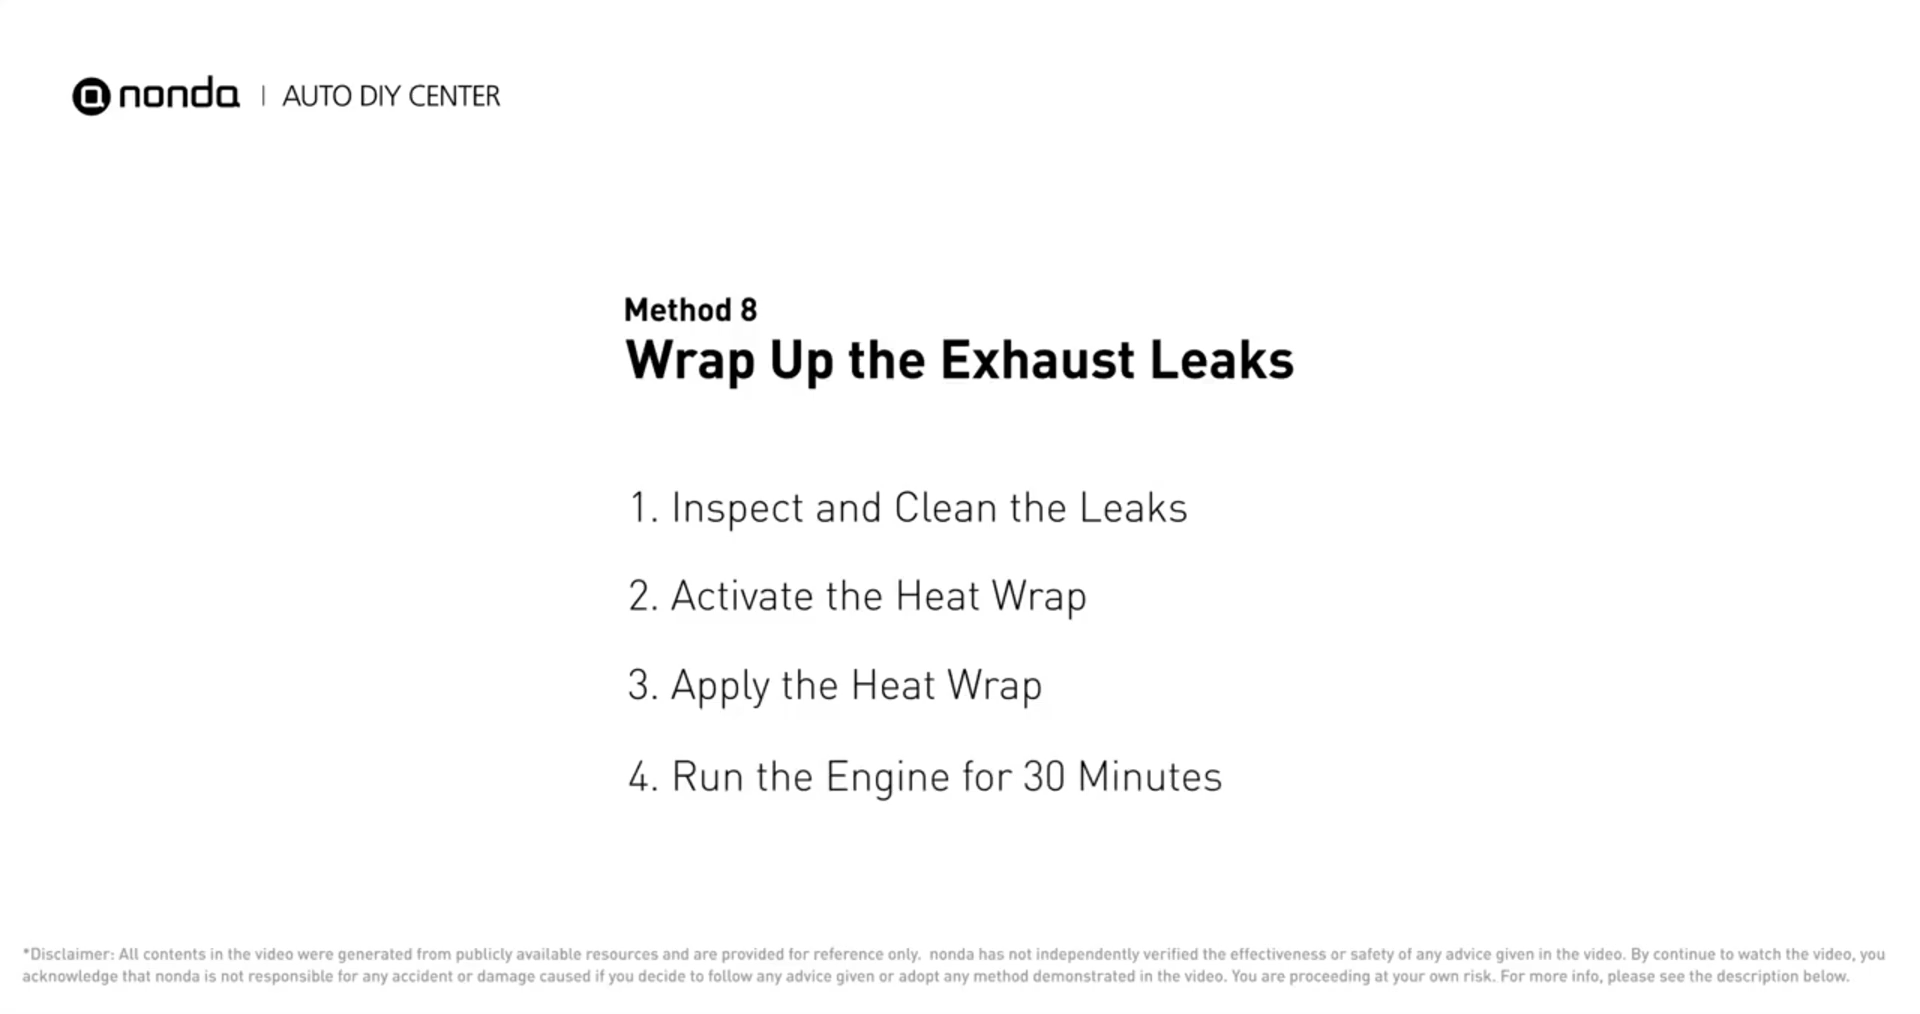 nonda | AUTO DIY CENTER
Method 8
Wrap Up the Exhaust Leaks
1. Inspect and Clean the Leaks
2. Activate the Heat Wrap
3. Apply the Heat Wrap
4. Run the Engine for 30 Minutes
*Disclaimer: All contents in the video were generated from publicly available resources and are provided for reference only.  nonda has not independently verified the effectiveness or safety of any advice given in the video. By continue to watch the video, you
acknowledge that nonda is not responsible for any accident or damage caused if you decide to follow any advice given or adopt any method demonstrated in the video. You are proceeding at your own risk. For more info, please see the description below.